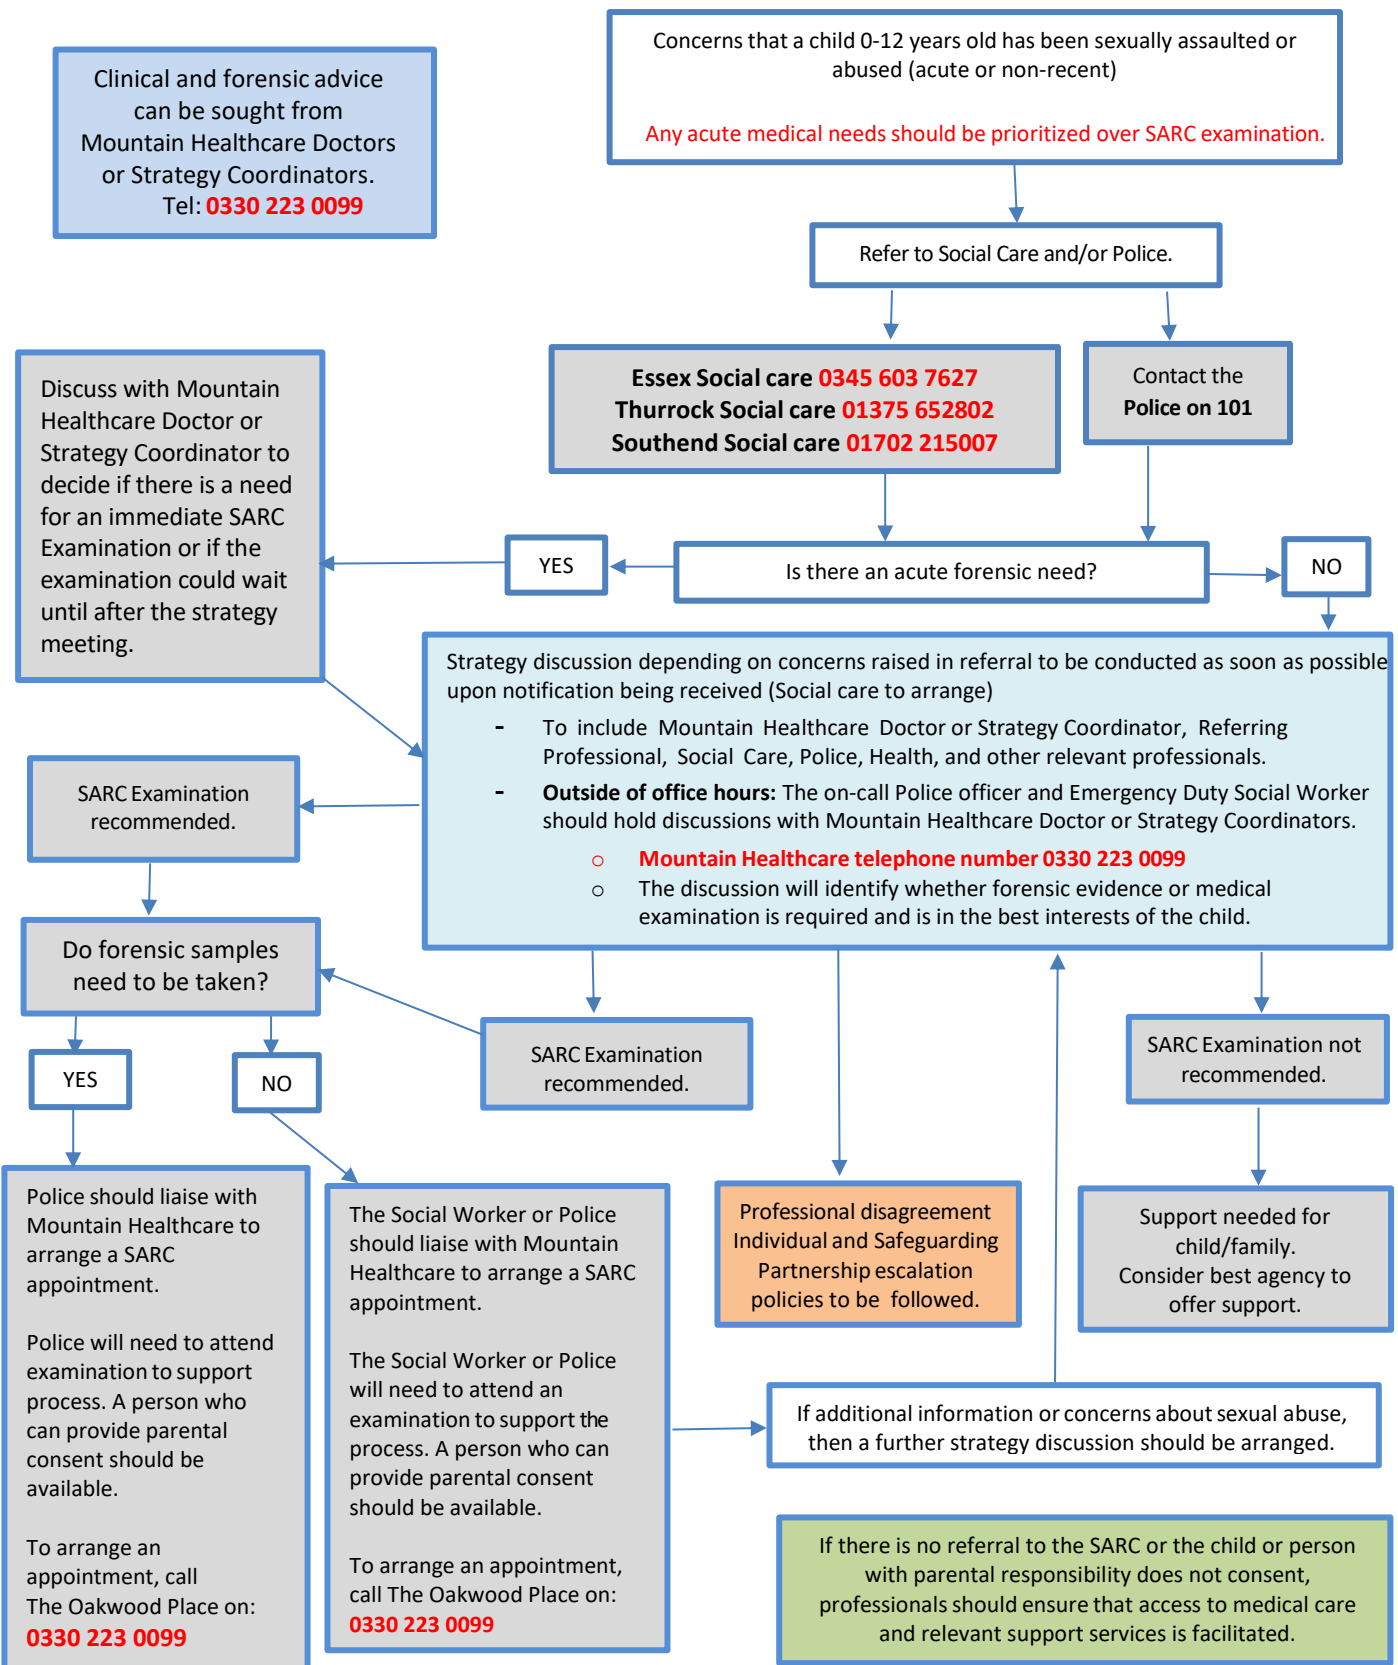 Concerns that a child 0-12 years old has been sexually assaulted or
abused (acute or non-recent)
Any acute medical needs should be prioritized over SARC examination.
Clinical and forensic advice
can be sought from
Mountain Healthcare Doctors
or Strategy Coordinators.
Tel: 0330 223 0099
Refer to Social Care and/or Police.
Essex Social care 0345 603 7627
Thurrock Social care 01375 652802
Southend Social care 01702 215007
Contact the
Police on 101
Discuss with Mountain
Healthcare Doctor or
Strategy Coordinator to
decide if there is a need
for an immediate SARC
Examination or if the
examination could wait
until after the strategy
meeting.
YES
Is there an acute forensic need?
NO
Strategy discussion depending on concerns raised in referral to be conducted as soon as possible
upon notification being received (Social care to arrange)
- To include Mountain Healthcare Doctor or Strategy Coordinator, Referring
Professional, Social Care, Police, Health, and other relevant professionals.
- Outside of office hours: The on-call Police officer and Emergency Duty Social Worker
should hold discussions with Mountain Healthcare Doctor or Strategy Coordinators.
o Mountain Healthcare telephone number 0330 223 0099
o The discussion will identify whether forensic evidence or medical
examination is required and is in the best interests of the child.
SARC Examination
recommended.
Do forensic samples
need to be taken?
YES
NO
SARC Examination
recommended.
SARC Examination not
recommended.
Police should liaise with
Mountain Healthcare to
arrange a SARC
appointment.
Police will need to attend
examination to support
process. A person who
can provide parental
consent should be
available.
To arrange an
appointment, call
The Oakwood Place on:
0330 223 0099
The Social Worker or Police
should liaise with Mountain
Healthcare to arrange a SARC
appointment.
The Social Worker or Police
will need to attend an
examination to support the
process. A person who can
provide parental consent
should be available.
To arrange an appointment,
call The Oakwood Place on:
0330 223 0099
Professional disagreement
Individual and Safeguarding
Partnership escalation
policies to be followed.
Support needed for
child/family.
Consider best agency to
offer support.
If additional information or concerns about sexual abuse,
then a further strategy discussion should be arranged.
If there is no referral to the SARC or the child or person
with parental responsibility does not consent,
professionals should ensure that access to medical care
and relevant support services is facilitated.